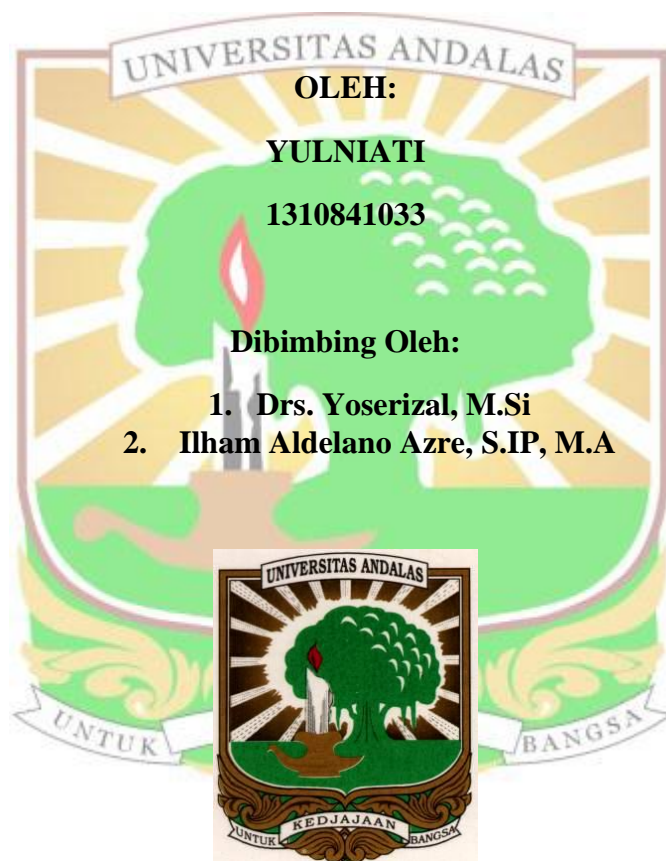 UNIVERSITAS ANDALAS
OLEH:
YULNIATI
1310841033
Dibimbing Oleh:
1. Drs. Yoserizal, M.Si
2. Ilham Aldelano Azre, S.IP, M.A
UNIVERSITAS ANDALAS
UNTUK KEDJAJAAN BANGSA
UNTUK BANGSA